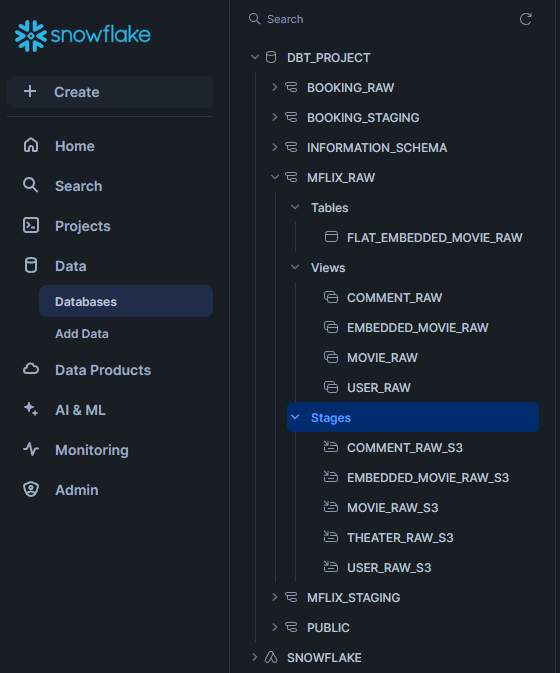 snowflake
Create
Home
Search
Projects
Data
Databases
Add Data
Data Products
AI & ML
Monitoring
Admin
Search
DBT_PROJECT
BOOKING_RAW
BOOKING_STAGING
INFORMATION_SCHEMA
MFLIX_RAW
Tables
FLAT_EMBEDDED_MOVIE_RAW
Views
COMMENT_RAW
EMBEDDED_MOVIE_RAW
MOVIE_RAW
USER_RAW
Stages
COMMENT_RAW_S3
EMBEDDED_MOVIE_RAW_S3
MOVIE_RAW_S3
THEATER_RAW_S3
USER_RAW_S3
MFLIX_STAGING
PUBLIC
SNOWFLAKE